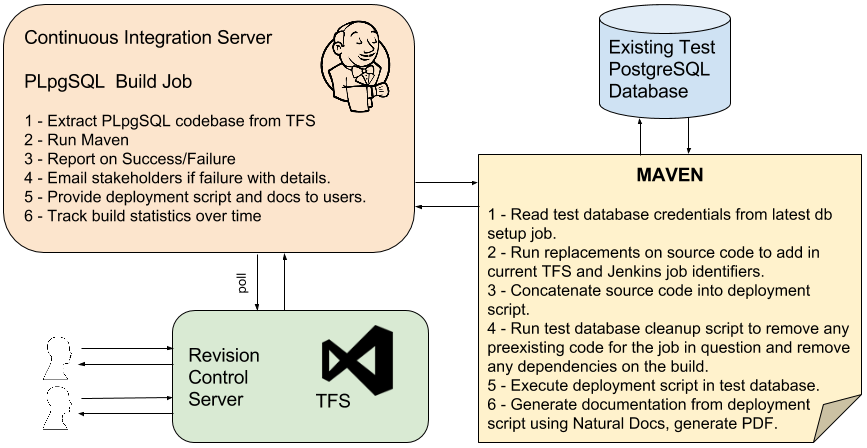 Continuous Integration Server
PLpgSQL  Build Job
1 - Extract PLpgSQL codebase from TFS
2 - Run Maven
3 - Report on Success/Failure
4 - Email stakeholders if failure with details.
5 - Provide deployment script and docs to users.
6 - Track build statistics over time
Existing Test
PostgreSQL
Database
MAVEN
1 - Read test database credentials from latest db
setup job.
2 - Run replacements on source code to add in
current TFS and Jenkins job identifiers.
3 - Concatenate source code into deployment
script.
4 - Run test database cleanup script to remove any
preexisting code for the job in question and remove
any dependencies on the build.
5 - Execute deployment script in test database.
6 - Generate documentation from deployment
script using Natural Docs, generate PDF.
poll
Revision
Control
Server
TFS